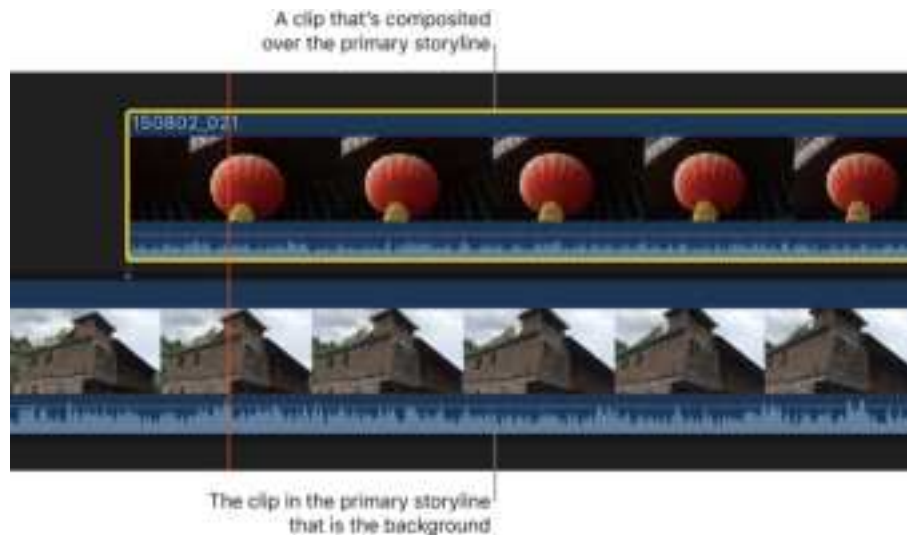 A clip that's composited
over the primary storyline
150802_021
The clip in the primary storyline
that is the background